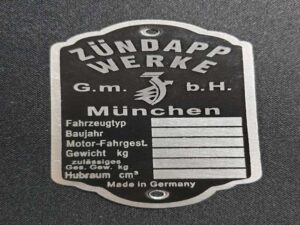 ZÜNDAPP
WERKE
G.m. b.H.
München
Fahrzeugtyp
Baujahr
Motor-Fahrgest.
Gewicht kg
zulässiges
Ges. Gew. kg
Hubraum cm³
Made in Germany